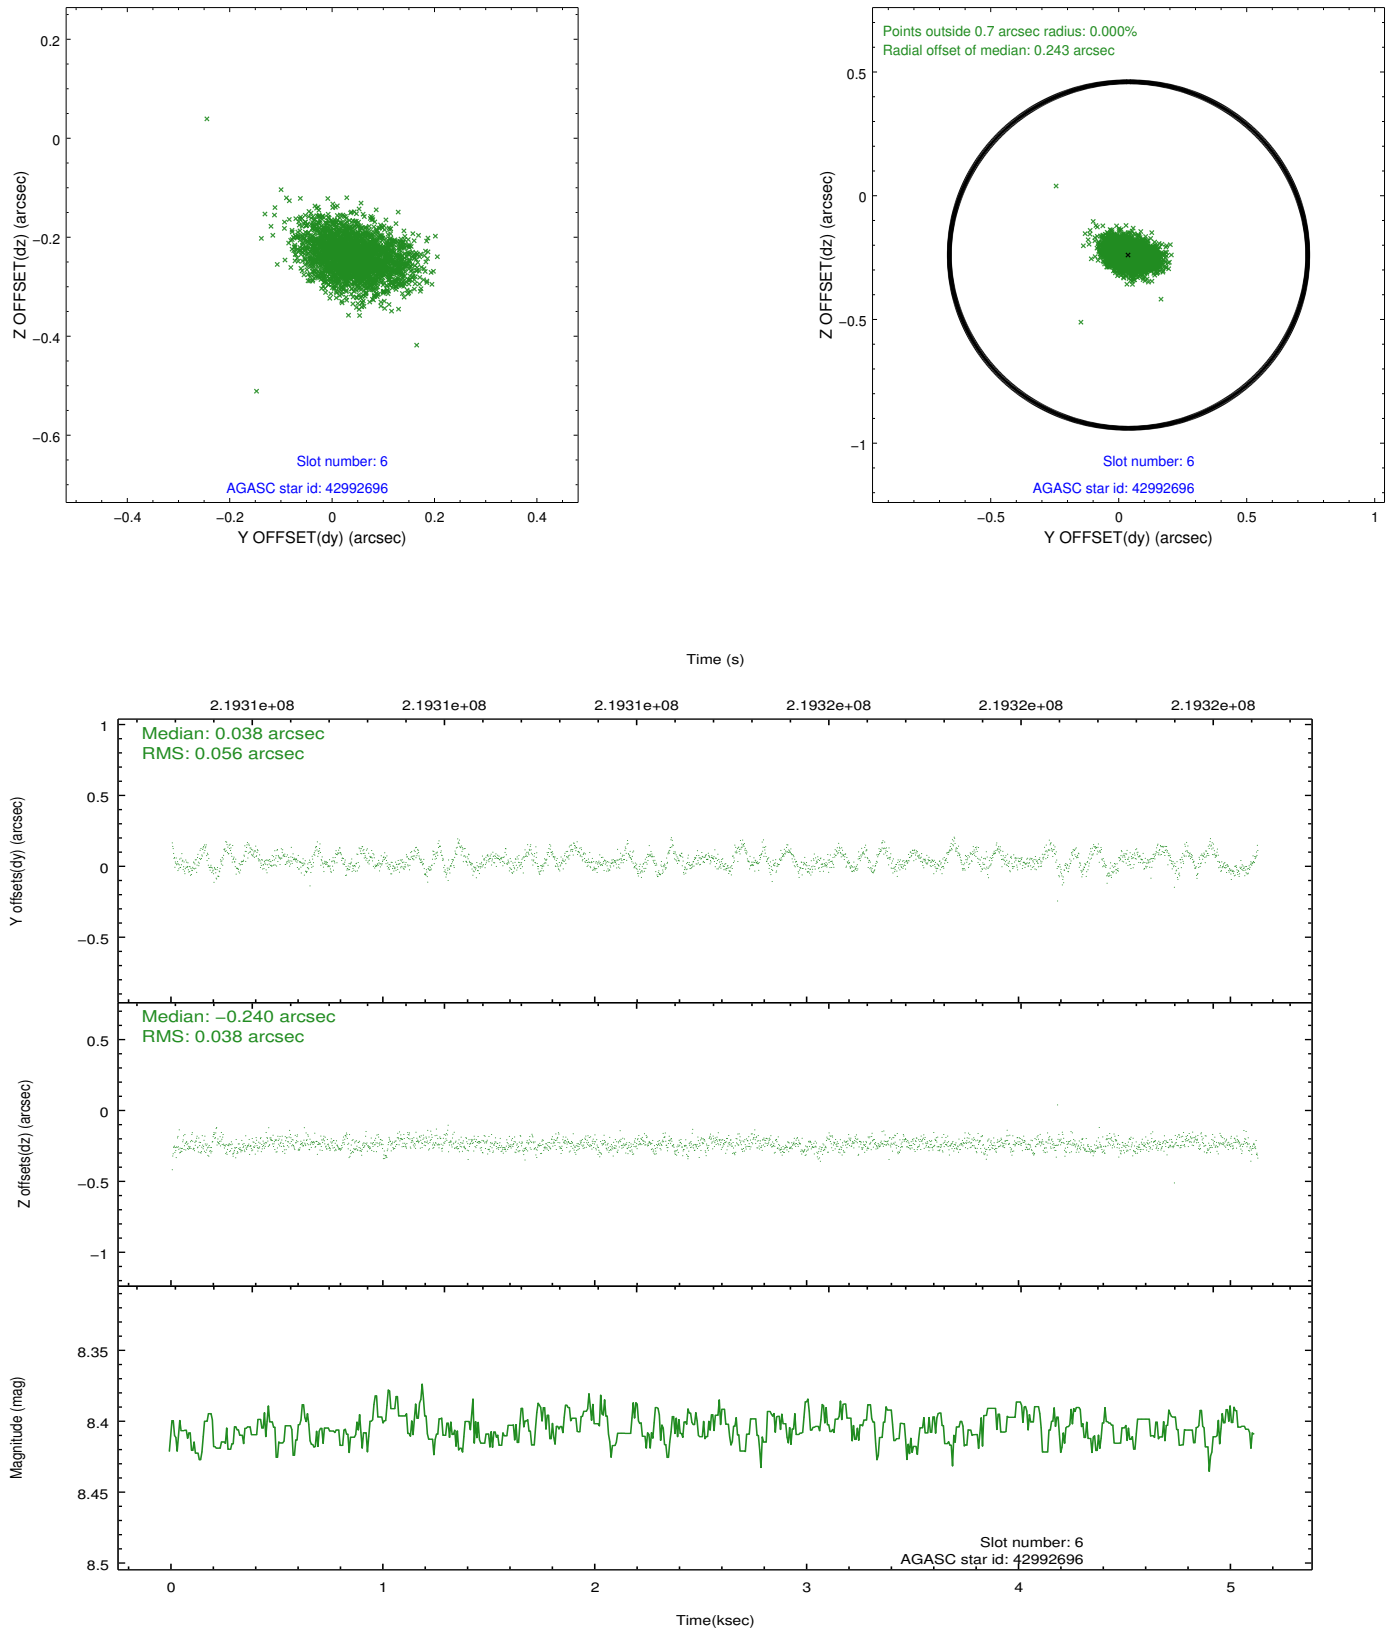 0.2
0
−0.2
−0.4
−0.6
Z OFFSET(dz) (arcsec)
Slot number: 6
AGASC star id: 42992696
−0.4
−0.2
0
0.2
0.4
Y OFFSET(dy) (arcsec)
Points outside 0.7 arcsec radius: 0.000%
Radial offset of median: 0.243 arcsec
0.5
0
−0.5
−1
Z OFFSET(dz) (arcsec)
Slot number: 6
AGASC star id: 42992696
−0.5
0
0.5
1
Y OFFSET(dy) (arcsec)
Time (s)
2.1931e+08
2.1931e+08
2.1931e+08
2.1932e+08
2.1932e+08
2.1932e+08
Median: 0.038 arcsec
RMS: 0.056 arcsec
1
0.5
0
−0.5
Y offsets(dy) (arcsec)
Median: −0.240 arcsec
RMS: 0.038 arcsec
0.5
0
−0.5
−1
Z offsets(dz) (arcsec)
8.35
8.4
8.45
8.5
Magnitude (mag)
Slot number: 6
AGASC star id: 42992696
0
1
2
3
4
5
Time(ksec)